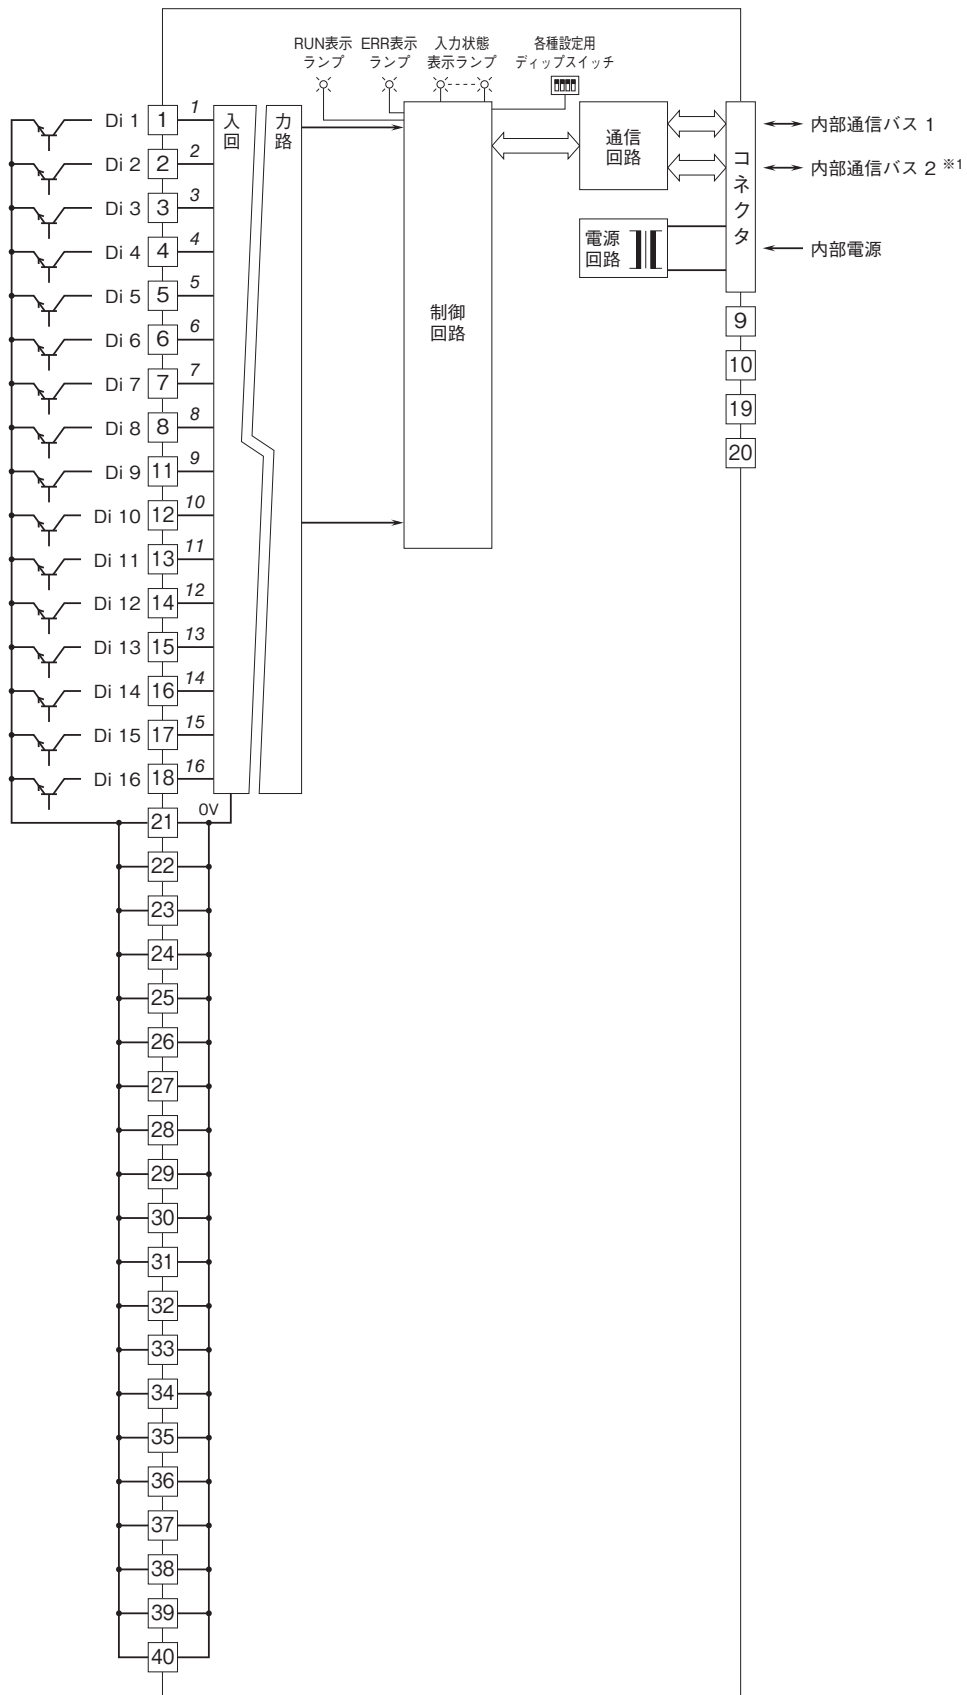 RUN表示
ランプ
ERR表示
ランプ
入力状態
表示ランプ
各種設定用
ディップスイッチ
Di 1 1 1
Di 2 2 2
Di 3 3 3
Di 4 4 4
Di 5 5 5
Di 6 6 6
Di 7 7 7
Di 8 8 8
Di 9 11 9
Di 10 12 10
Di 11 13 11
Di 12 14 12
Di 13 15 13
Di 14 16 14
Di 15 17 15
Di 16 18 16
入力
回路
制御
回路
通信
回路
電源
回路
コネクタ
内部通信バス 1
内部通信バス 2 ※1
内部電源
9
10
19
20
0V
21
22
23
24
25
26
27
28
29
30
31
32
33
34
35
36
37
38
39
40